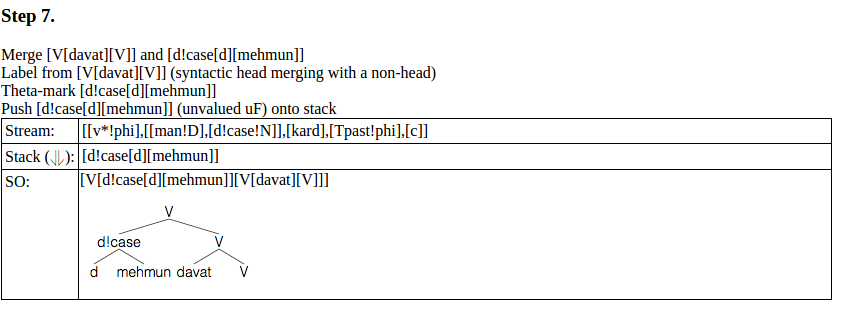 Step 7.
Merge [V[davat][V]] and [d!case[d][mehmun]]
Label from [V[davat][V]] (syntactic head merging with a non-head)
Theta-mark [d!case[d][mehmun]]
Push [d!case[d][mehmun]] (unvalued uF) onto stack
Stream: [[v*!phi],[[man!D],[d!case!N]],[kard],[Tpast!phi],[c]]
Stack (⥯): [d!case[d][mehmun]]
SO: [V[d!case[d][mehmun]][V[davat][V]]]
V
d!case V
d mehmun davat V